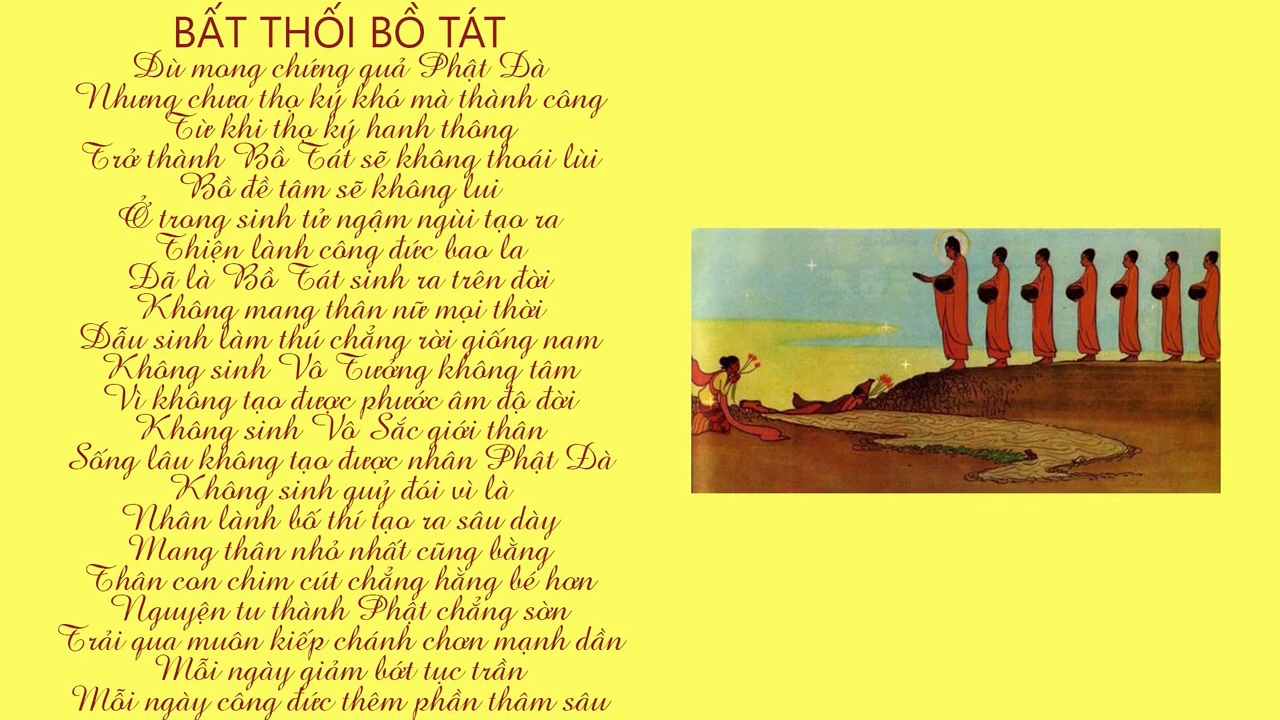 BẤT THỐI BỒ TÁT
Dù mong chứng quả Phật Đà
Nhưng chưa thọ ký khó mà thành công
Từ khi thọ ký hanh thông
Trở thành Bồ Tát sẽ không thoái lùi
Bồ đề tâm sẽ không lui
Ở trong sinh tử ngậm ngùi tạo ra
Thiện lành công đức bao la
Đã là Bồ Tát sinh ra trên đời
Không mang thân nữ mọi thời
Dẫu sinh làm thú chẳng rời giống nam
Không sinh Vô Tưởng không tâm
Vì không tạo được phước âm độ đời
Không sinh Vô Sắc giới thân
Sống lâu không tạo được nhân Phật Đà
Không sinh quỷ đói vì là
Nhân lành bố thí tạo ra sâu dày
Mang thân nhỏ nhất cũng bằng
Thân con chim cút chẳng hằng bé hơn
Nguyện tu thành Phật chẳng sờn
Trải qua muôn kiếp chánh chơn mạnh dần
Mỗi ngày giảm bớt tục trần
Mỗi ngày công đức thêm phần thâm sâu